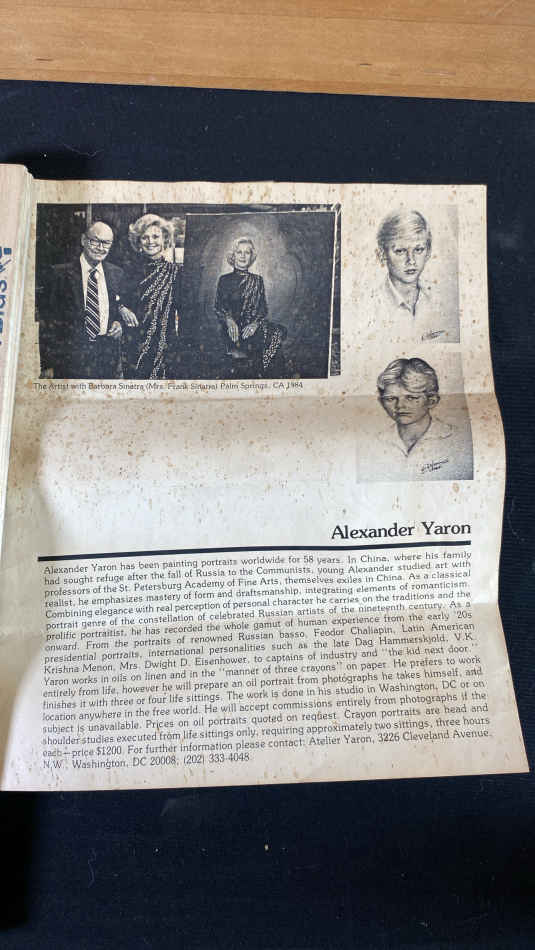 The Artist with Barbara Sinatra (Mrs. Frank Sinatra) Palm Springs, CA 1984
Alexander Yaron
Alexander Yaron has been painting portraits worldwide for 58 years. In China, where his family
had sought refuge after the fall of Russia to the Communists, young Alexander studied art with
professors of the St. Petersburg Academy of Fine Arts, themselves exiles in China. As a classical
realist, he emphasizes mastery of form and draftsmanship, integrating elements of romanticism.
Combining elegance with real perception of personal character he carries on the traditions and the
portrait genre of the constellation of celebrated Russian artists of the nineteenth century. As a
prolific portraitist, he has recorded the whole gamut of human experience from the early '20s
onward. From the portraits of renowned Russian basso, Feodor Chaliapin, Latin American
presidential portraits, international personalities such as the late Dag Hammerskjold, V.K.
Krishna Menon, Mrs. Dwight D. Eisenhower, to captains of industry and "the kid next door."
Yaron works in oils on linen and in the "manner of three crayons" on paper. He prefers to work
entirely from life, however he will prepare an oil portrait from photographs he takes himself, and
finishes it with three or four life sittings. The work is done in his studio in Washington, DC or on
location anywhere in the free world. He will accept commissions entirely from photographs if the
subject is unavailable. Prices on oil portraits quoted on request. Crayon portraits are head and
shoulder studies executed from life sittings only, requiring approximately two sittings, three hours
each—price $1200. For further information please contact: Atelier Yaron, 3226 Cleveland Avenue,
N.W., Washington, DC 20008; (202) 333-4048.